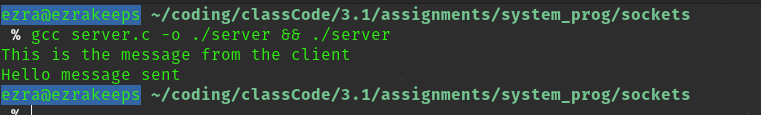 ezra@ezrakeeps ~/coding/classCode/3.1/assignments/system_prog/sockets
% gcc server.c -o ./server && ./server
This is the message from the client
Hello message sent
ezra@ezrakeeps ~/coding/classCode/3.1/assignments/system_prog/sockets
%